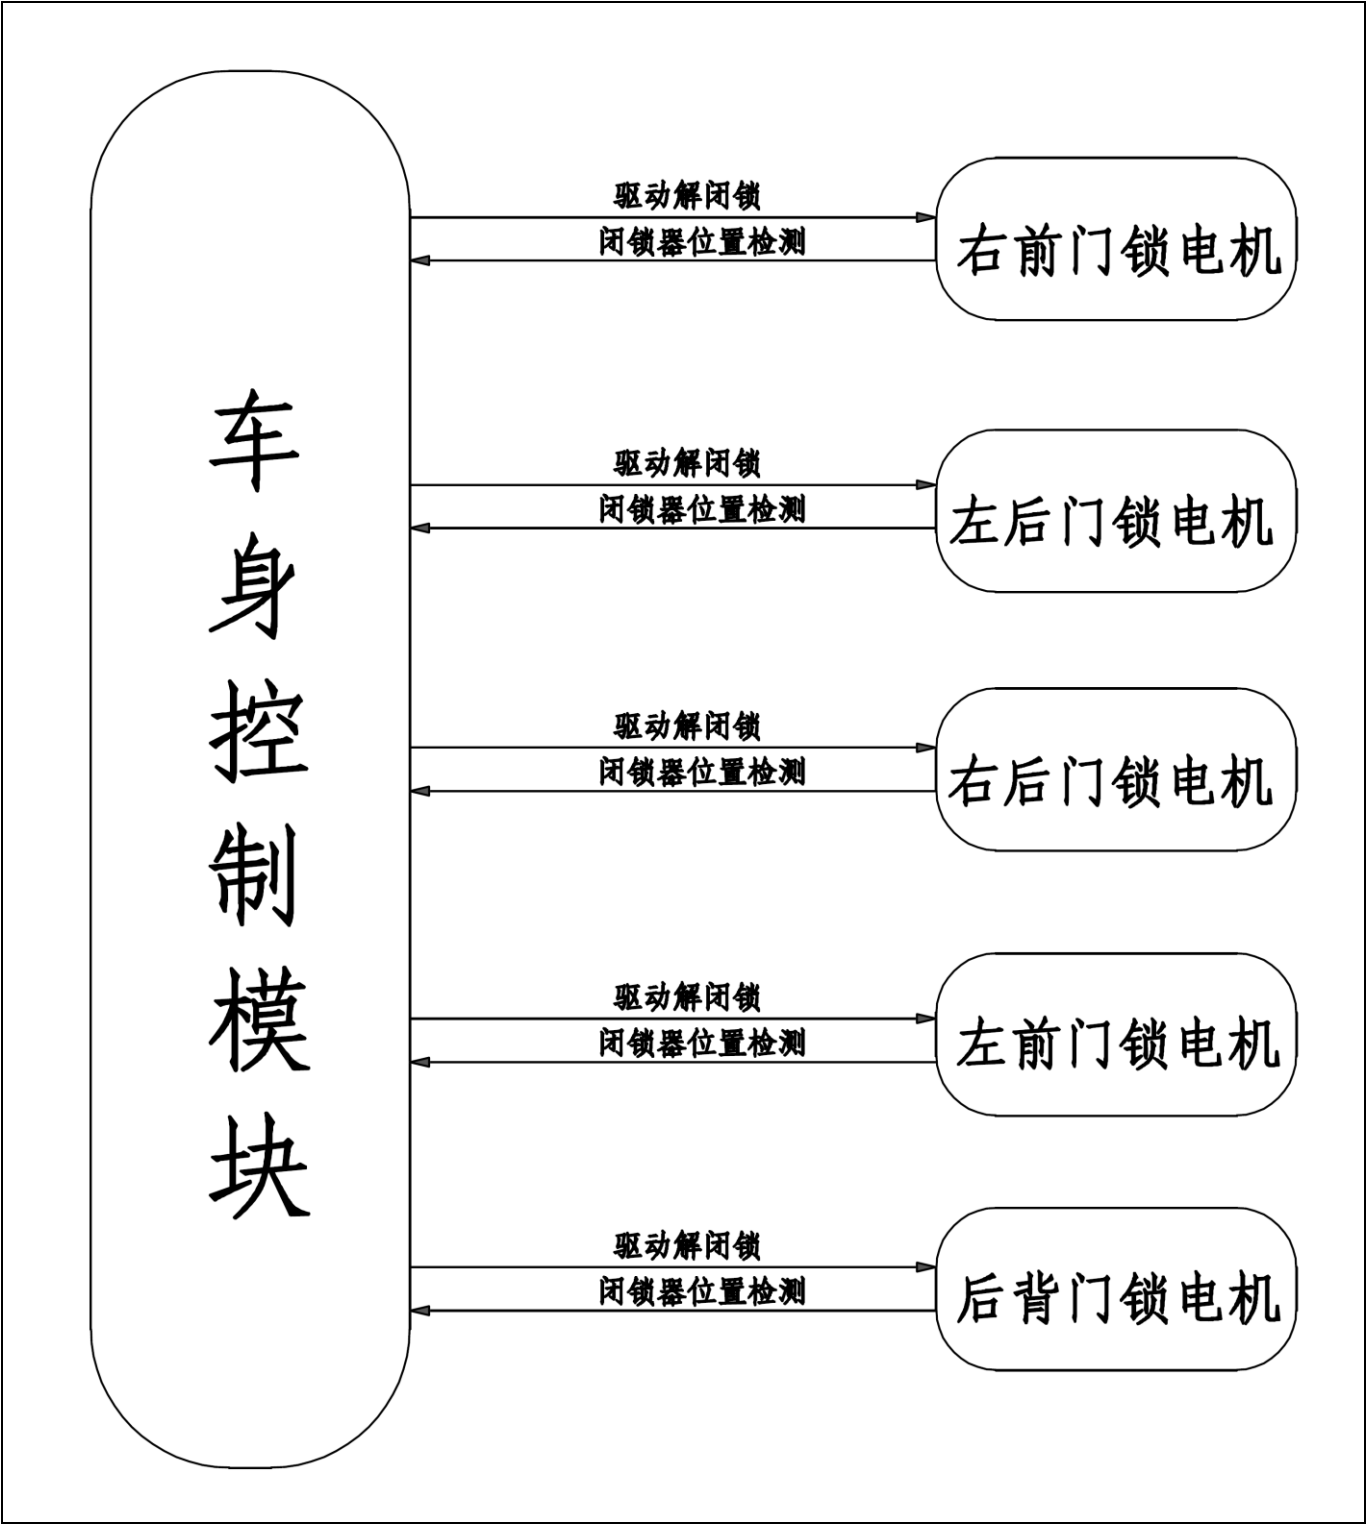 车身控制模块
驱动解闭锁
闭锁器位置检测
右前门锁电机
驱动解闭锁
闭锁器位置检测
左后门锁电机
驱动解闭锁
闭锁器位置检测
右后门锁电机
驱动解闭锁
闭锁器位置检测
左前门锁电机
驱动解闭锁
闭锁器位置检测
后背门锁电机